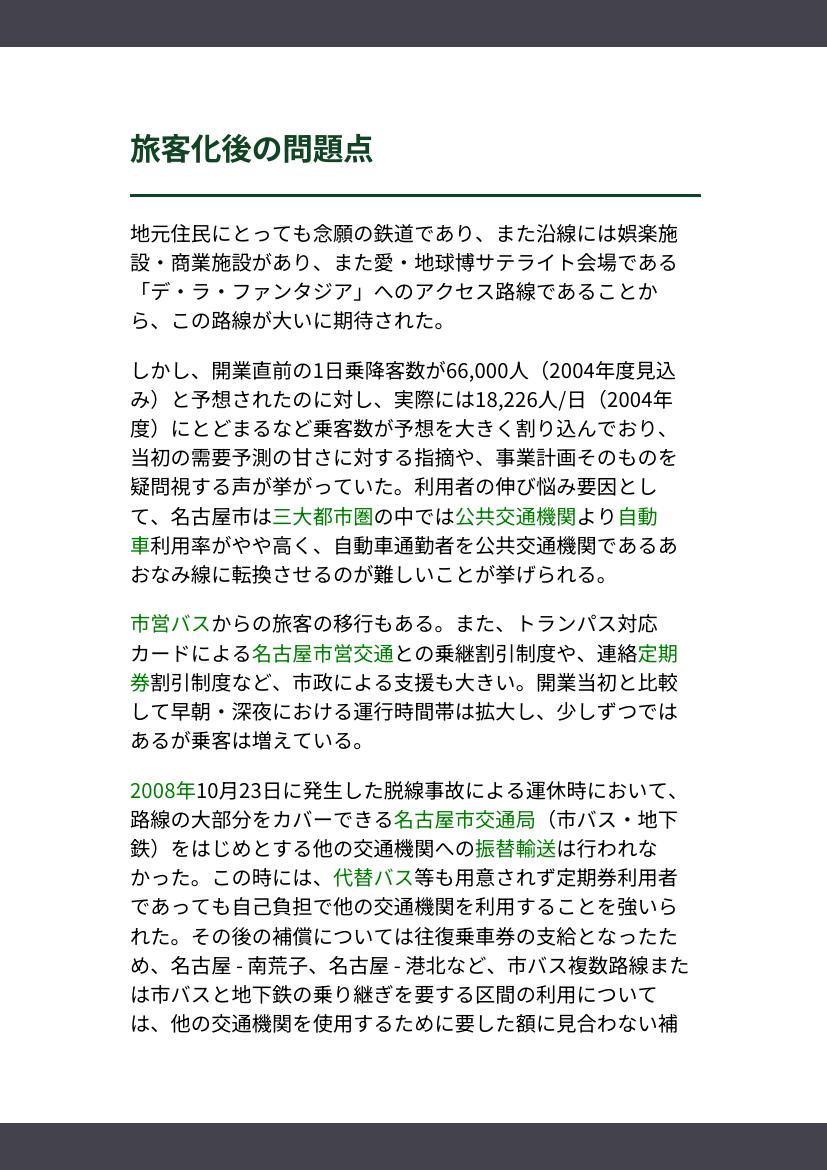 旅客化後の問題点
地元住民にとっても念願の鉄道であり、また沿線には娯楽施
設・商業施設があり、また愛・地球博サテライト会場である
「デ・ラ・ファンタジア」へのアクセス路線であることか
ら、この路線が大いに期待された。
しかし、開業直前の1日乗降客数が66,000人（2004年度見込
み）と予想されたのに対し、実際には18,226人/日（2004年
度）にとどまるなど乗客数が予想を大きく割り込んでおり、
当初の需要予測の甘さに対する指摘や、事業計画そのものを
疑問視する声が挙がっていた。利用者の伸び悩み要因とし
て、名古屋市は三大都市圏の中では公共交通機関より自動
車利用率がやや高く、自動車通勤者を公共交通機関であるあ
おなみ線に転換させるのが難しいことが挙げられる。
市営バスからの旅客の移行もある。また、トランパス対応
カードによる名古屋市営交通との乗継割引制度や、連絡定期
券割引制度など、市政による支援も大きい。開業当初と比較
して早朝・深夜における運行時間帯は拡大し、少しずつでは
あるが乗客は増えている。
2008年10月23日に発生した脱線事故による運休時において、
路線の大部分をカバーできる名古屋市交通局（市バス・地下
鉄）をはじめとする他の交通機関への振替輸送は行われな
かった。この時には、代替バス等も用意されず定期券利用者
であっても自己負担で他の交通機関を利用することを強いら
れた。その後の補償については往復乗車券の支給となったた
め、名古屋 - 南荒子、名古屋 - 港北など、市バス複数路線また
は市バスと地下鉄の乗り継ぎを要する区間の利用について
は、他の交通機関を使用するために要した額に見合わない補